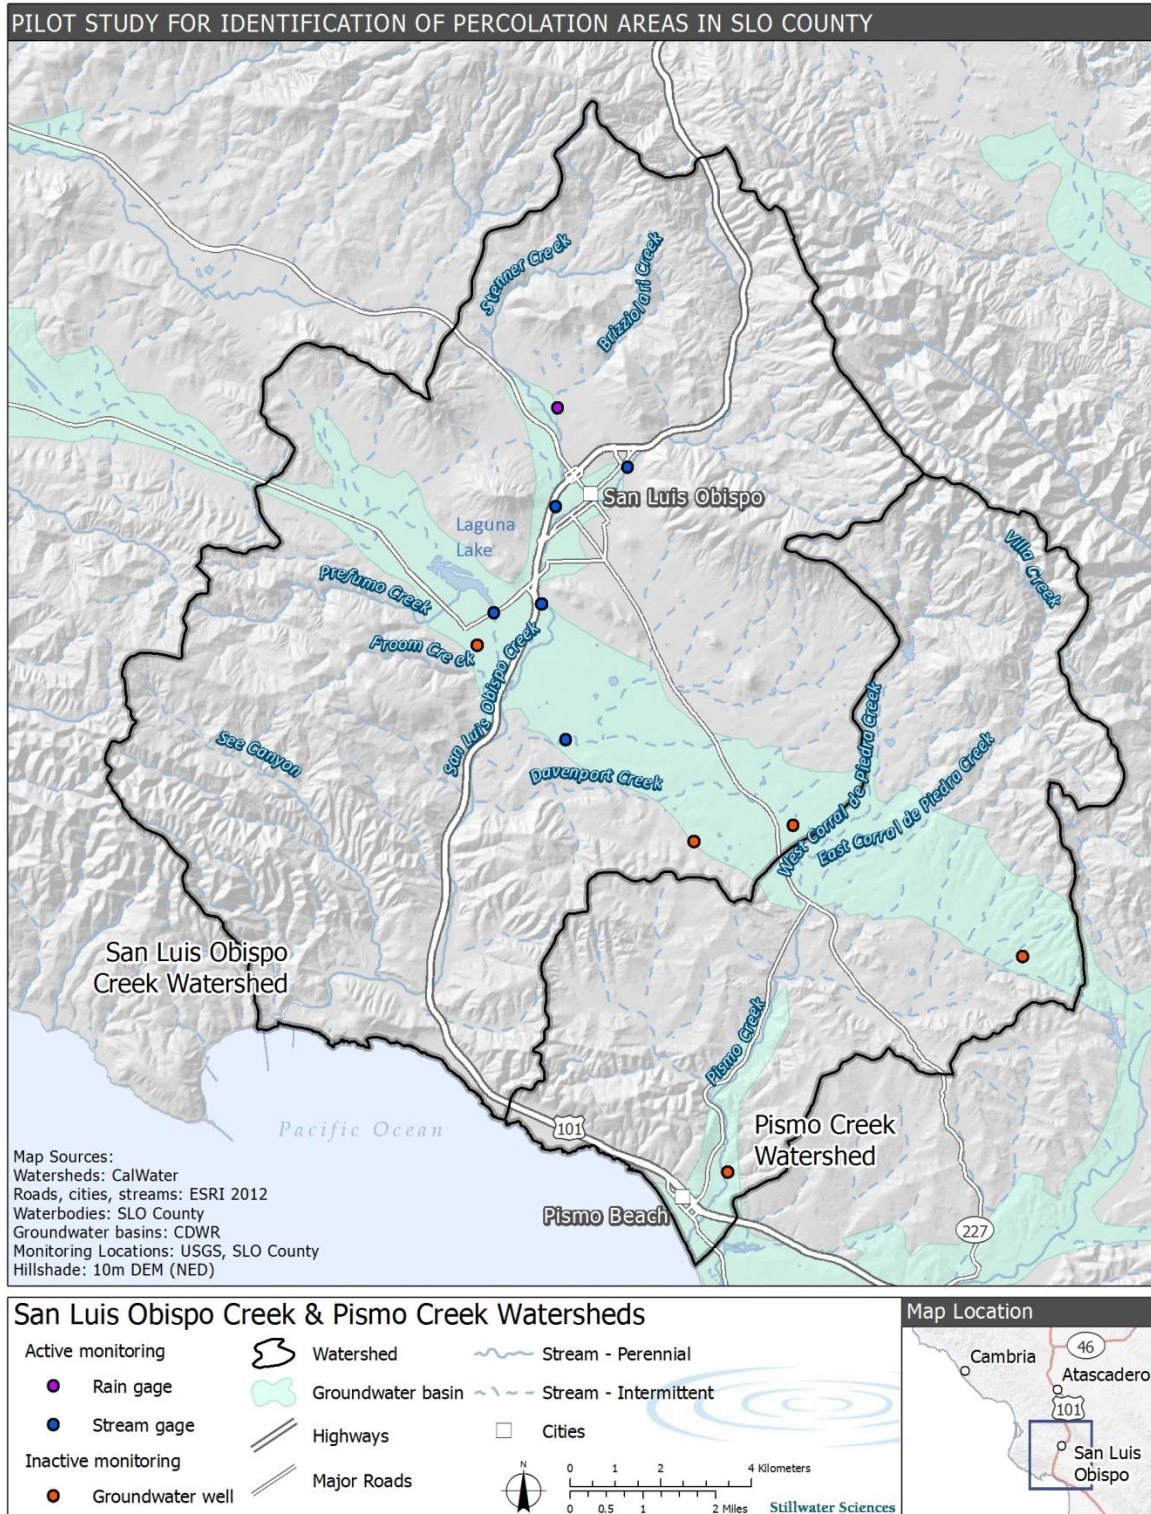 PILOT STUDY FOR IDENTIFICATION OF PERCOLATION AREAS IN SLO COUNTY
Stenner Creek
Brizziolari Creek
San Luis Obispo
Laguna
Lake
Villa Creek
Prefumo Creek
Froom Creek
San Luis Obispo Creek
See Canyon
Davenport Creek
West Corral de Piedra Creek
East Corral de Piedra Creek
San Luis Obispo
Creek Watershed
Pismo Creek
Pacific Ocean
101
Pismo Creek
Watershed
Pismo Beach
227
Map Sources:
Watersheds: CalWater
Roads, cities, streams: ESRI 2012
Waterbodies: SLO County
Groundwater basins: CDWR
Monitoring Locations: USGS, SLO County
Hillshade: 10m DEM (NED)
San Luis Obispo Creek & Pismo Creek Watersheds
Active monitoring
Rain gage
Stream gage
Inactive monitoring
Groundwater well
Watershed
Groundwater basin
Highways
Major Roads
Stream - Perennial
Stream - Intermittent
Cities
N
0 1 2 4 Kilometers
0 0.5 1 2 Miles
Stillwater Sciences
Map Location
46
Cambria
Atascadero
101
San Luis
Obispo